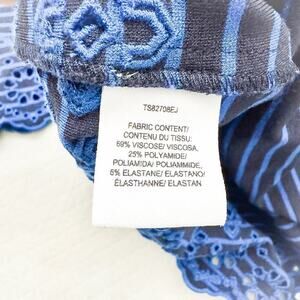 TS82708EJ
FABRIC CONTENT/
CONTENU DU TISSU:
69% VISCOSE/ VISCOSA,
25% POLYAMIDE/
POLIAMIDA/ POLIAMMIDE,
6% ELASTANE/ ELASTANO/
ÉLASTHANNE/ ELASTAN